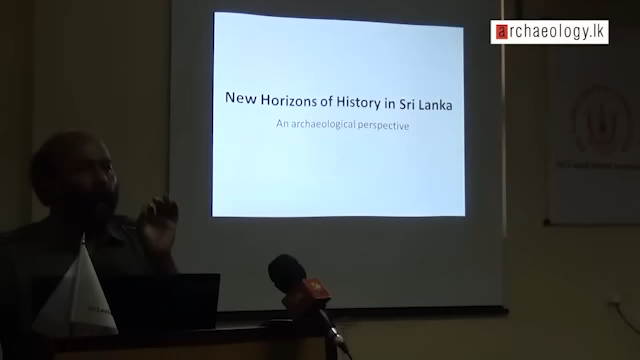 archaeology.lk
New Horizons of History in Sri Lanka
An archaeological perspective